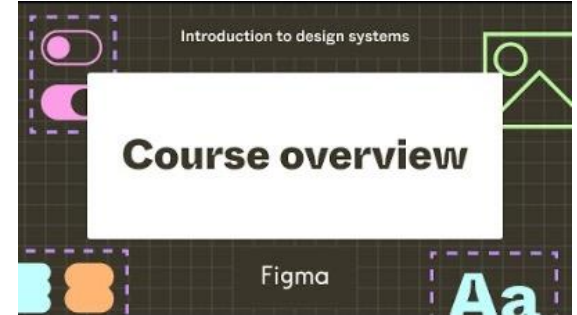 Introduction to design systems
Course overview
Figma
Aa